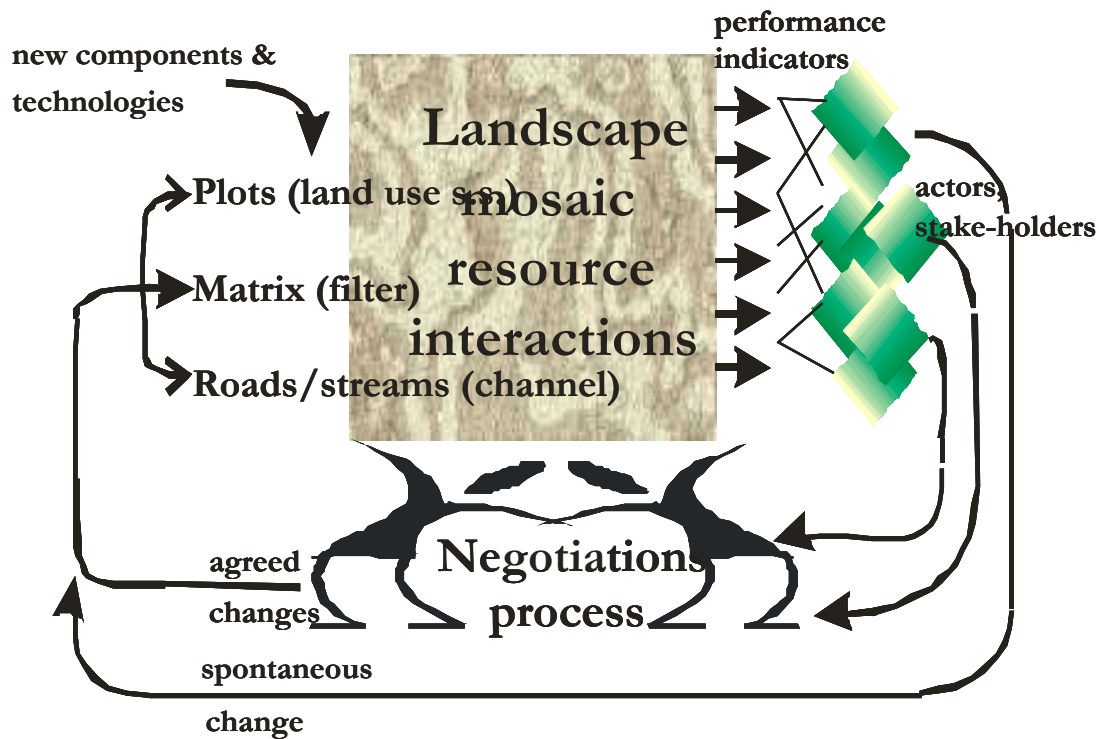 new components &
technologies
performance
indicators
Landscape
mosaic
resource
interactions
Plots (land use s.s.)
Matrix (filter)
Roads/streams (channel)
actors,
stake-holders
Negotiations
process
agreed
changes
spontaneous
change